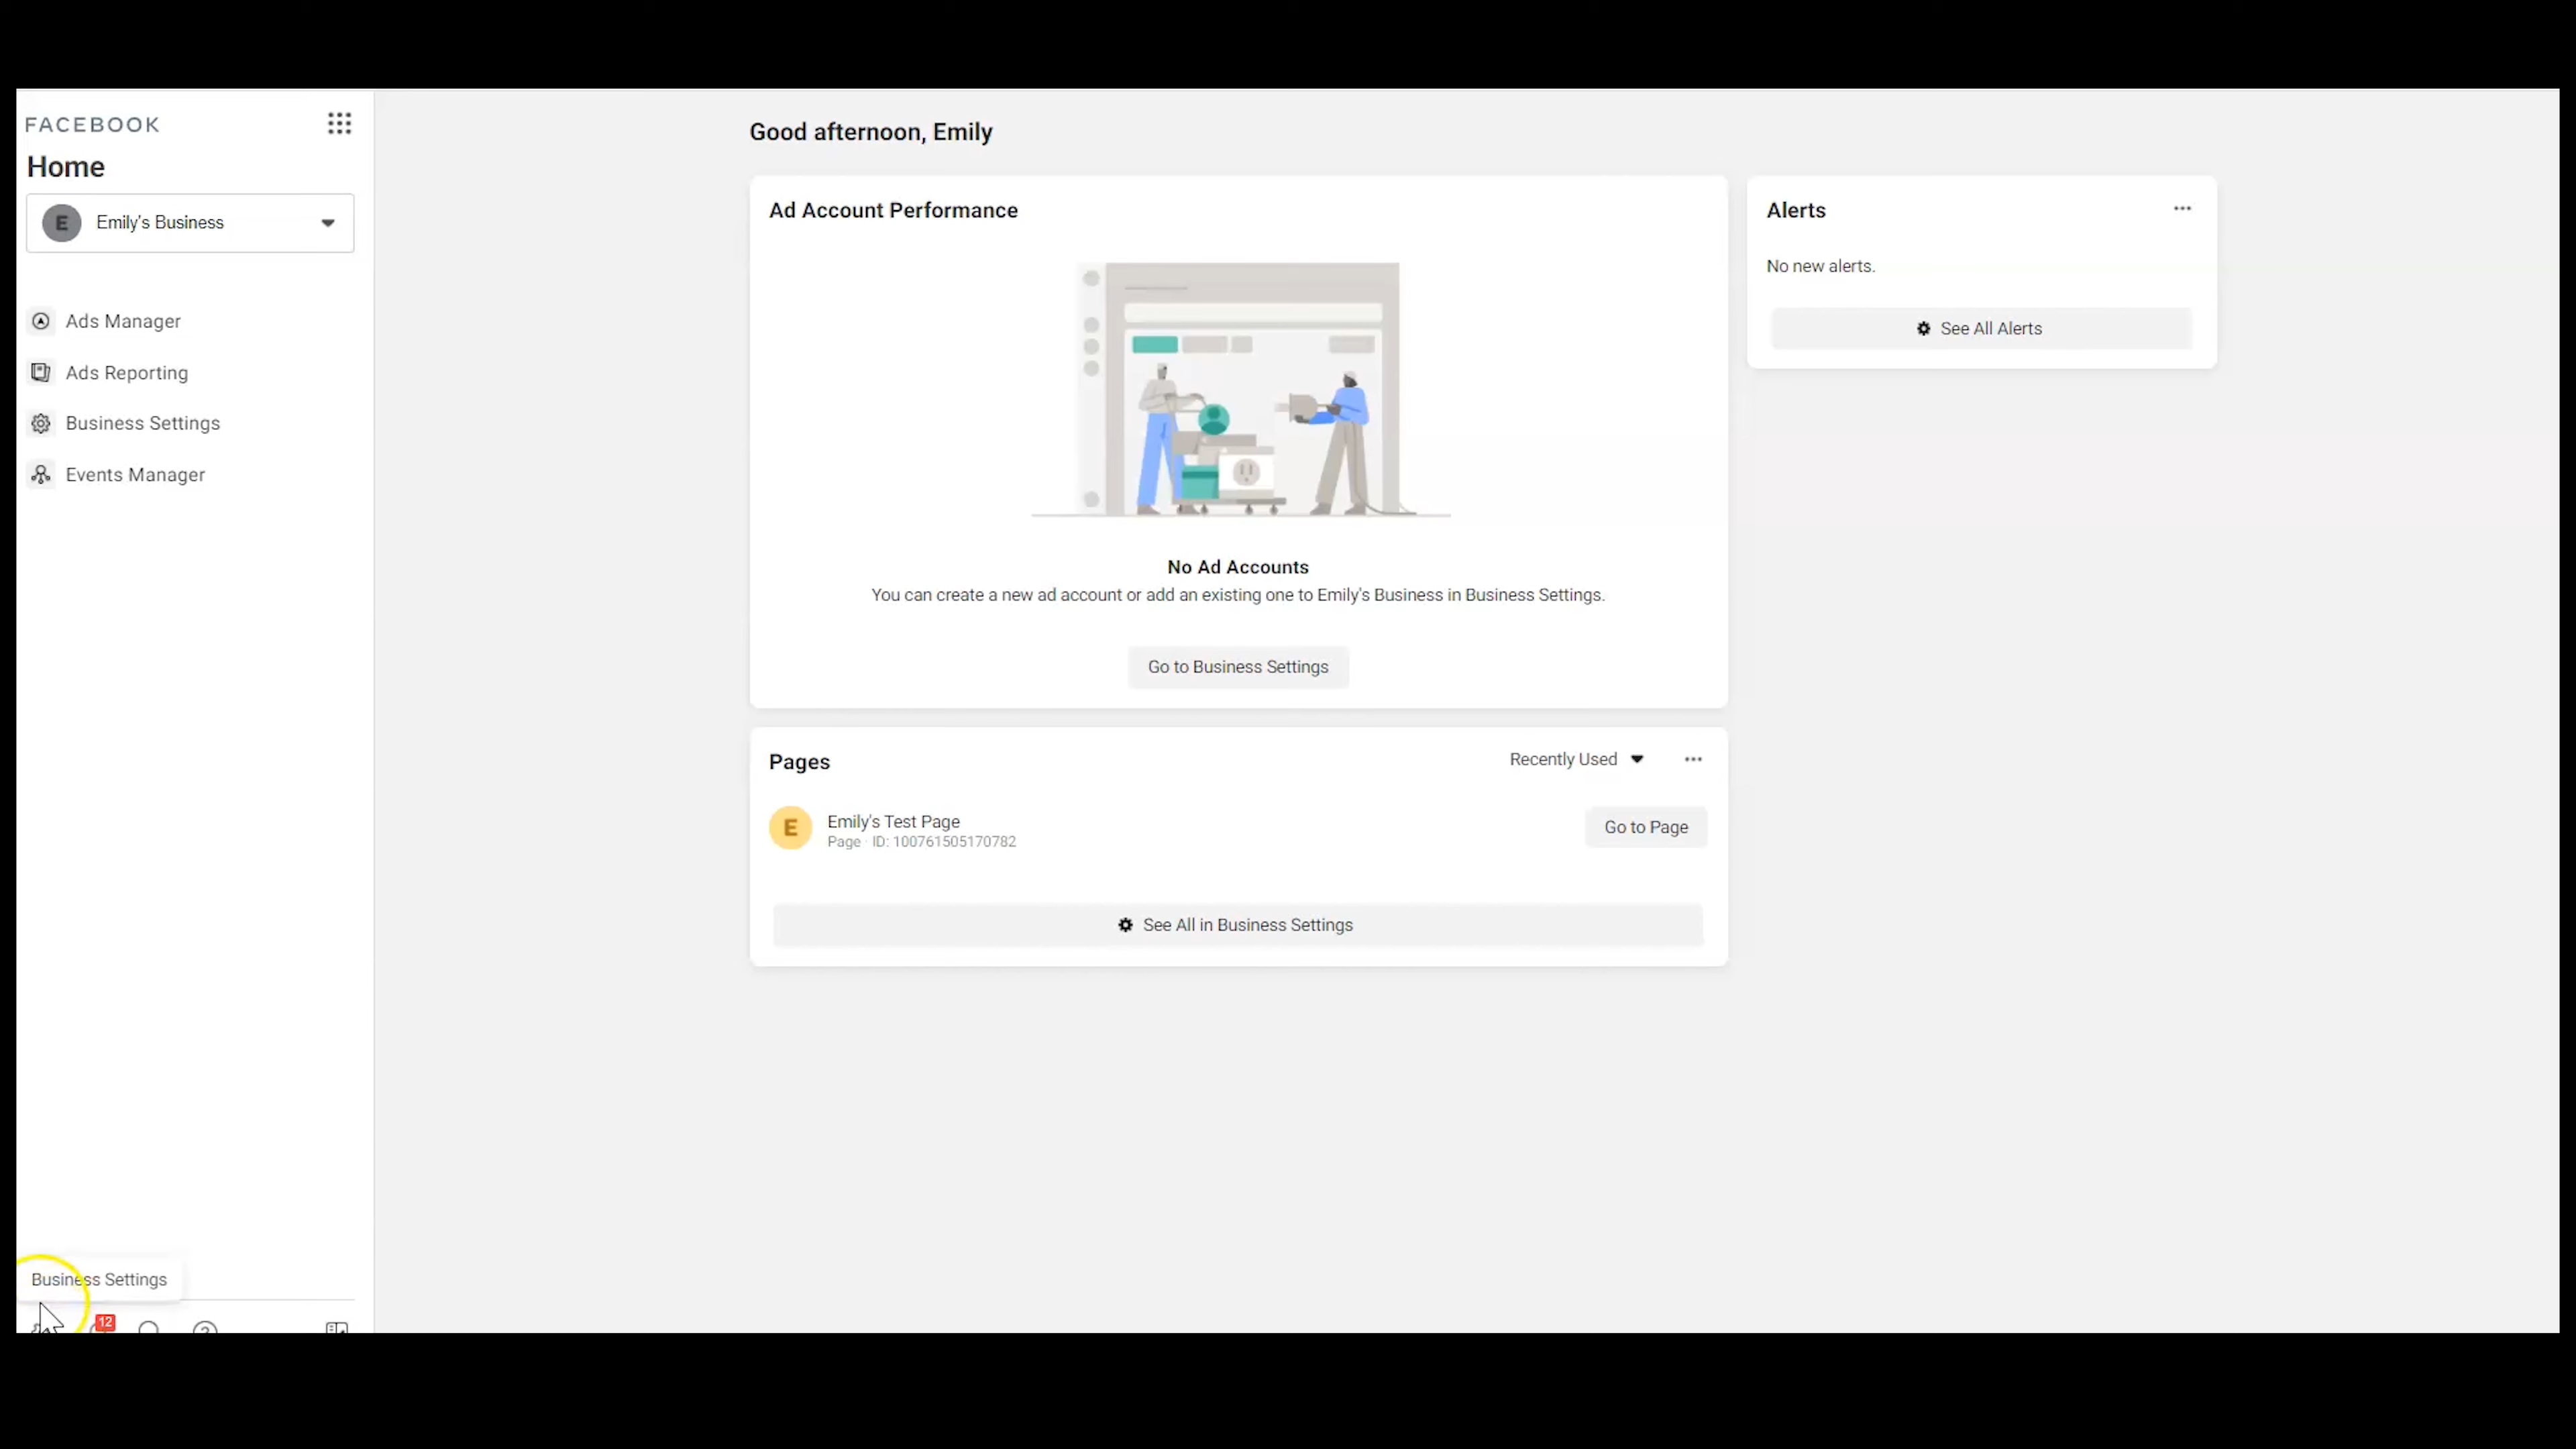 FACEBOOK
Home
E Emily's Business
Ads Manager
Ads Reporting
Business Settings
Events Manager
Business Settings
12
Good afternoon, Emily
Ad Account Performance
No Ad Accounts
You can create a new ad account or add an existing one to Emily's Business in Business Settings.
Go to Business Settings
Pages
Recently Used
E
Emily's Test Page
Page · ID: 100761505170782
Go to Page
See All in Business Settings
Alerts
No new alerts.
See All Alerts